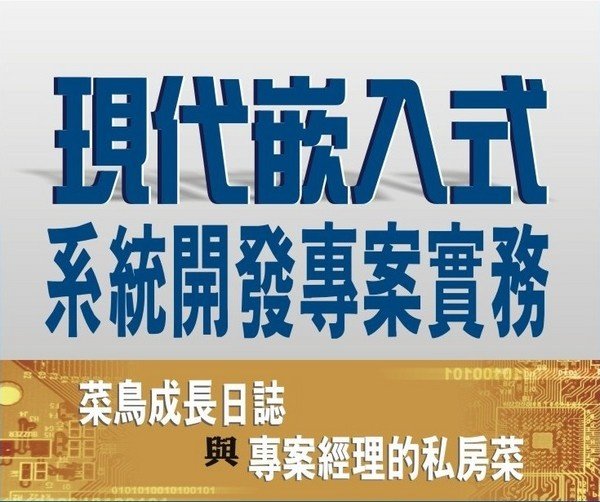 現代嵌入式
系統開發專案實務
菜鳥成長日誌
與 專案經理的私房菜